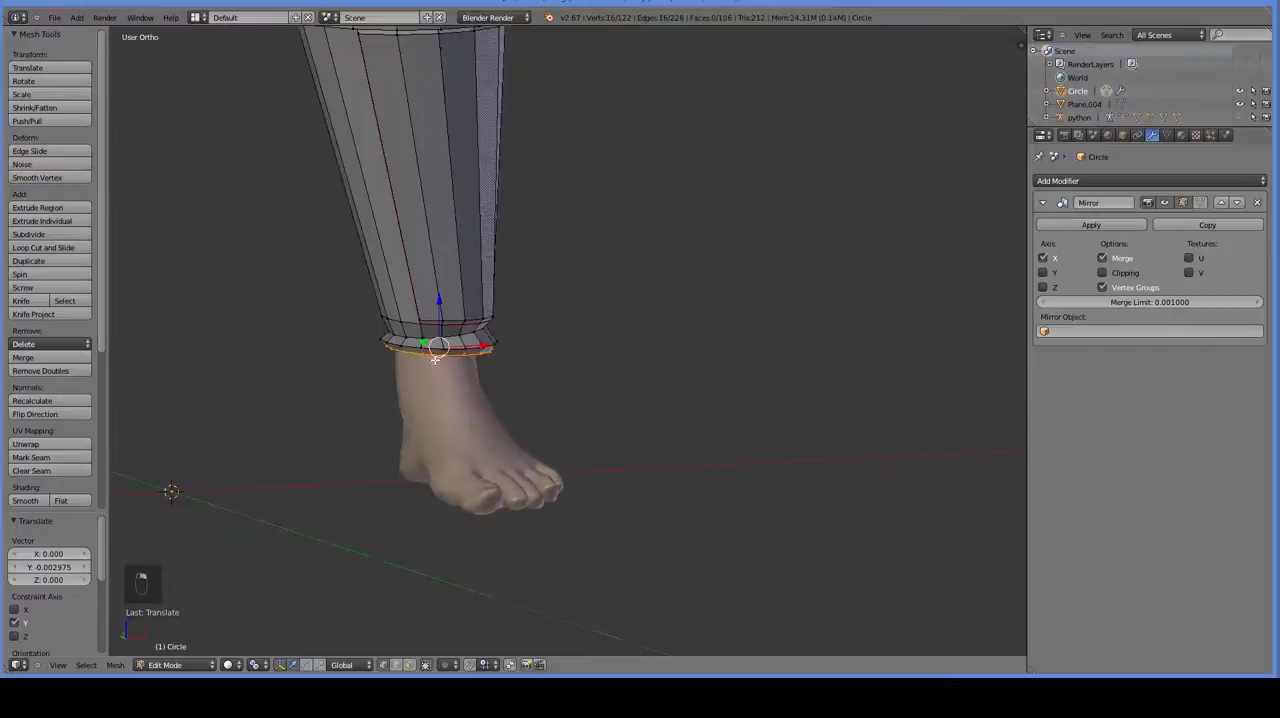 File Add Render Window Help Default Scene Blender Render v2.67 | Verts:16/122 | Edges:16/228 | Faces:0/106 | Tris:212 | Mem:24.31M (0.14M) | Circle
Mesh Tools
Transform:
Translate
Rotate
Scale
Shrink/Fatten
Push/Pull
Deform:
Edge Slide
Noise
Smooth Vertex
Add:
Extrude Region
Extrude Individual
Subdivide
Loop Cut and Slide
Duplicate
Spin
Screw
Knife Select
Knife Project
Remove:
Delete
Merge
Remove Doubles
Normals:
Recalculate
Flip Direction
UV Mapping:
Unwrap
Mark Seam
Clear Seam
Shading:
Smooth Flat
Translate
Vector
X: 0.000
Y: -0.002975
Z: 0.000
Constraint Axis
X
Y
Z
Orientation
User Ortho
Last: Translate
(1) Circle
View Select Mesh Edit Mode Global
View Search All Scenes
Scene
RenderLayers |
World
Circle |
Plane.004 |
python |
Circle
Add Modifier
Mirror
Apply Copy
Axis: Options: Textures:
X Merge U
Y Clipping V
Z Vertex Groups
Merge Limit: 0.001000
Mirror Object: